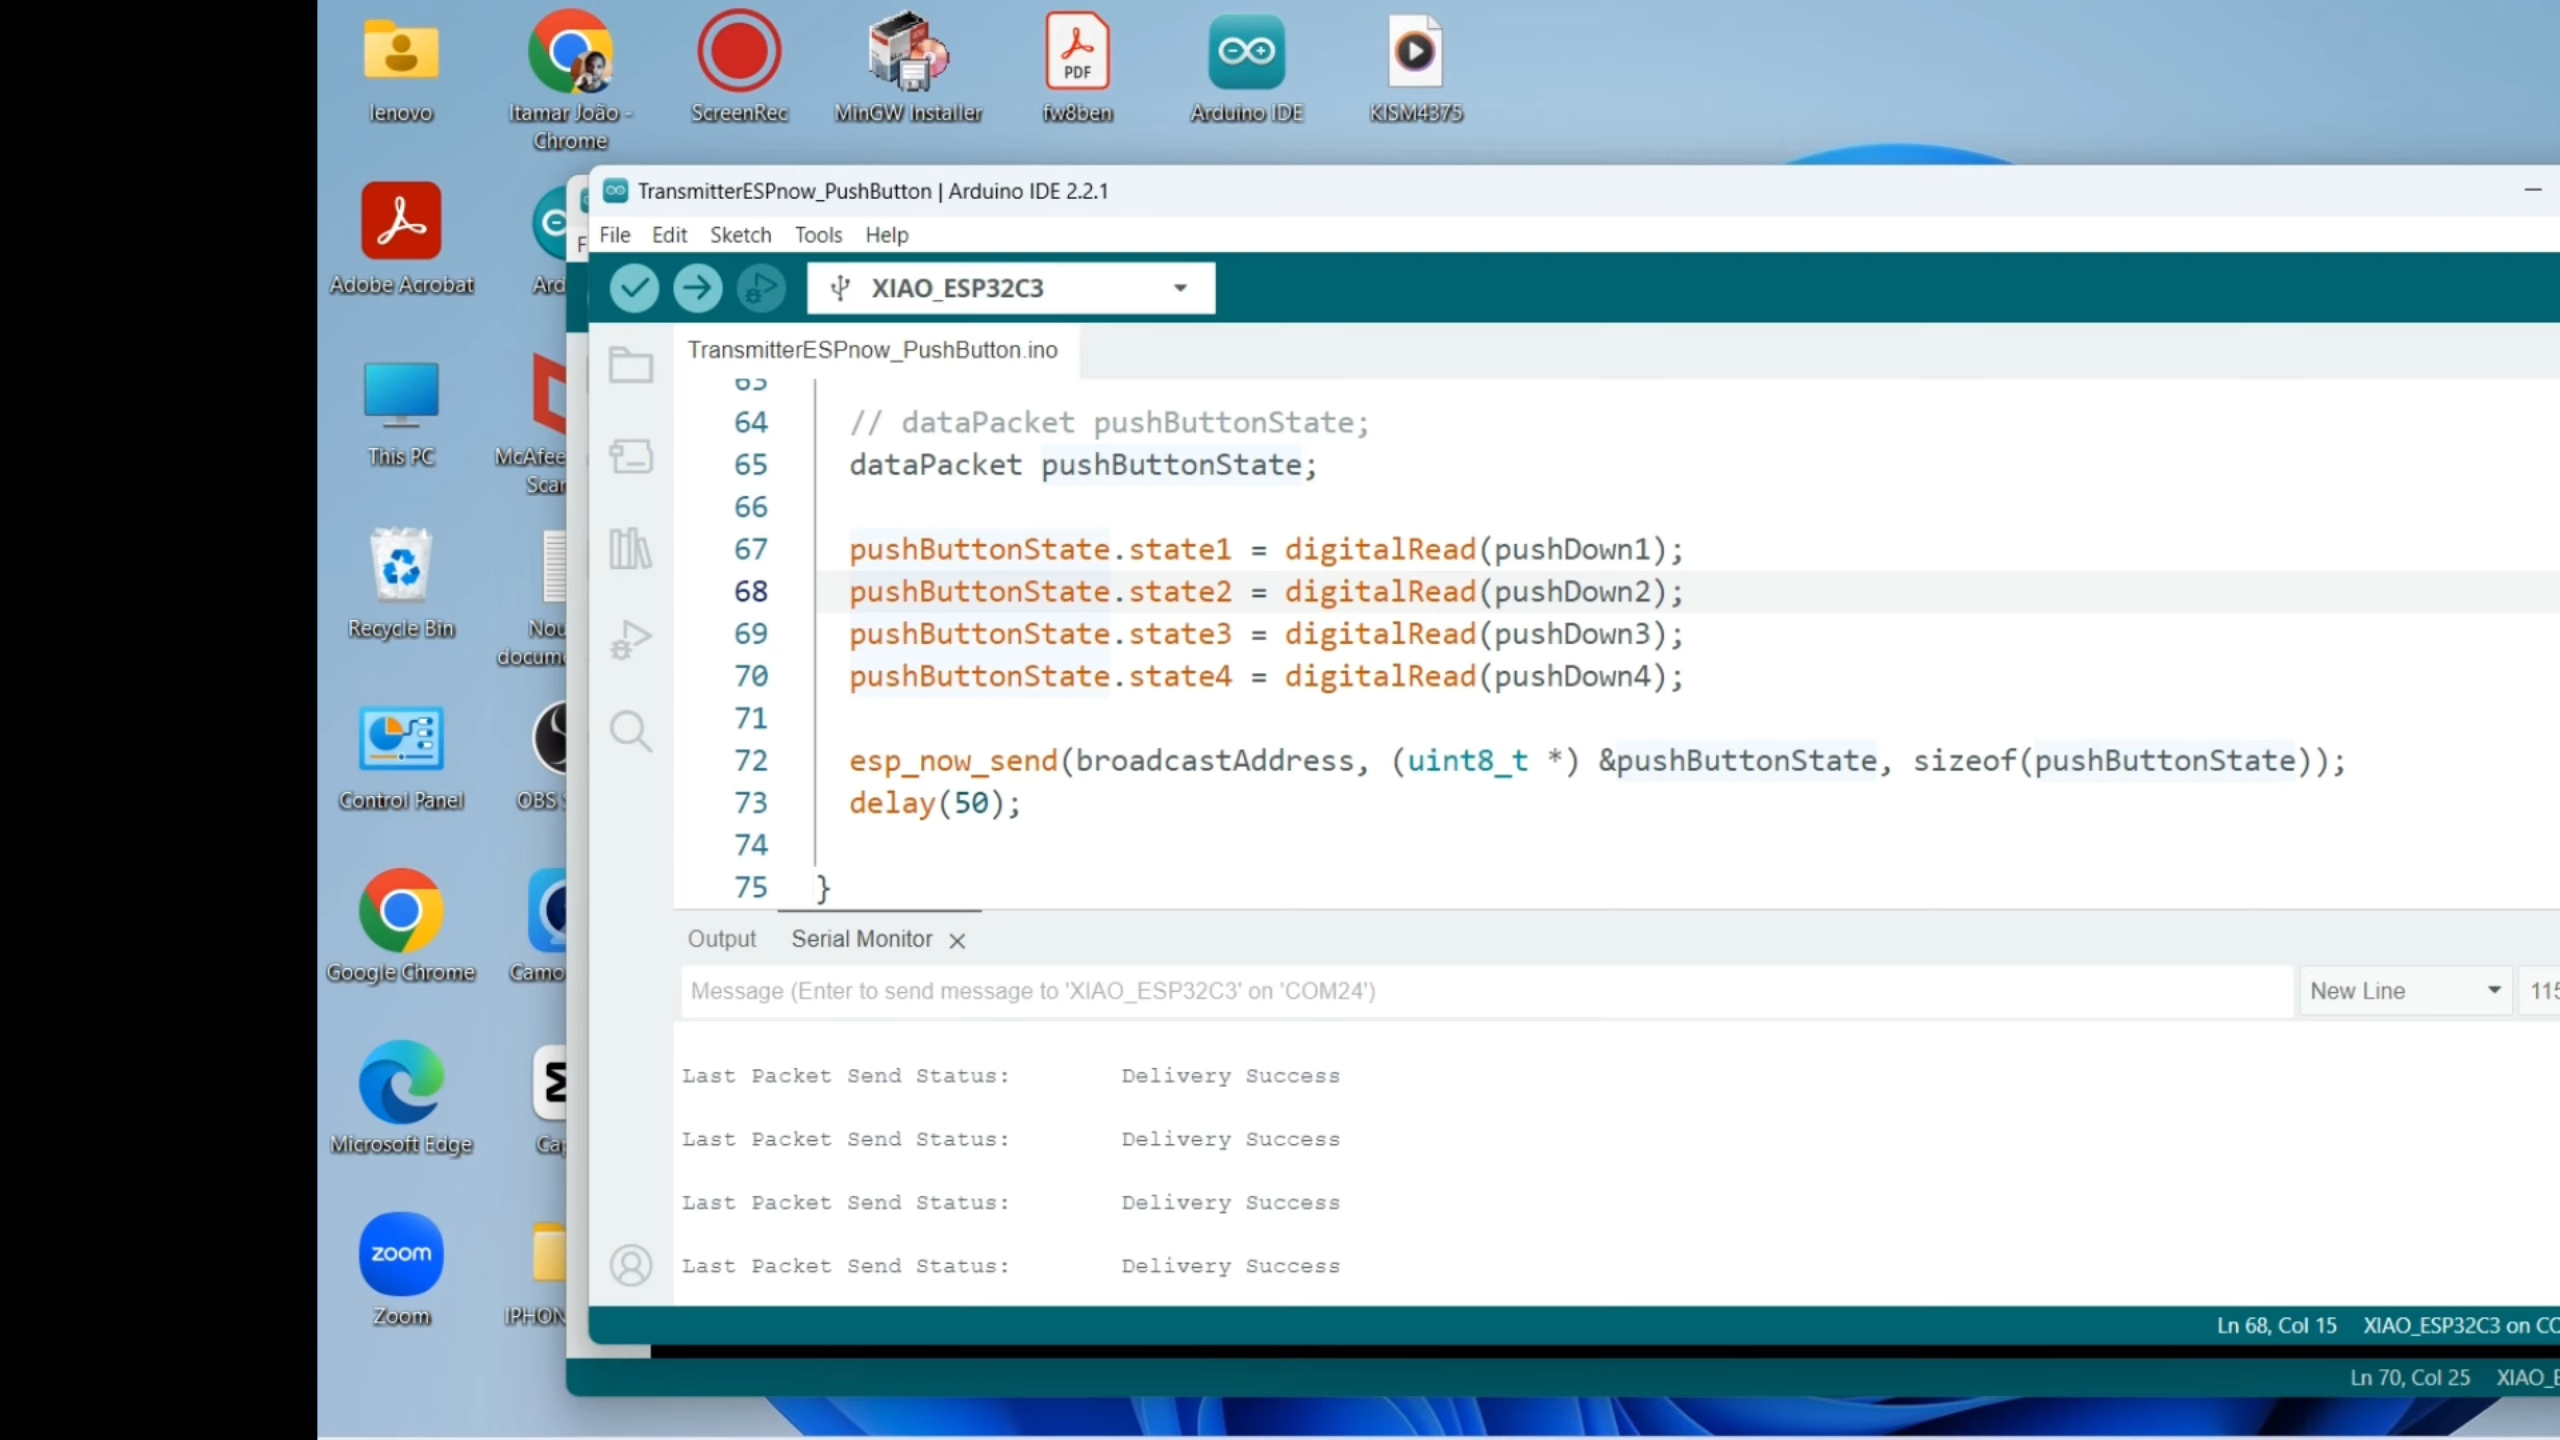 lenovo
Itamar João -
Chrome
ScreenRec
MinGW Installer
PDF
fw8ben
Arduino IDE
KISM4375
Adobe Acrobat
This PC
McAfee
Recycle Bin
Control Panel
OBS
Google Chrome
Microsoft Edge
zoom
Zoom
TransmitterESPnow_PushButton | Arduino IDE 2.2.1
File Edit Sketch Tools Help
XIAO_ESP32C3
TransmitterESPnow_PushButton.ino
63
64 // dataPacket pushButtonState;
65 dataPacket pushButtonState;
66
67 pushButtonState.state1 = digitalRead(pushDown1);
68 pushButtonState.state2 = digitalRead(pushDown2);
69 pushButtonState.state3 = digitalRead(pushDown3);
70 pushButtonState.state4 = digitalRead(pushDown4);
71
72 esp_now_send(broadcastAddress, (uint8_t *) &pushButtonState, sizeof(pushButtonState));
73 delay(50);
74
75 }
Output Serial Monitor
Message (Enter to send message to 'XIAO_ESP32C3' on 'COM24')
New Line
Last Packet Send Status: Delivery Success
Last Packet Send Status: Delivery Success
Last Packet Send Status: Delivery Success
Last Packet Send Status: Delivery Success
Ln 68, Col 15 XIAO_ESP32C3 on
Ln 70, Col 25